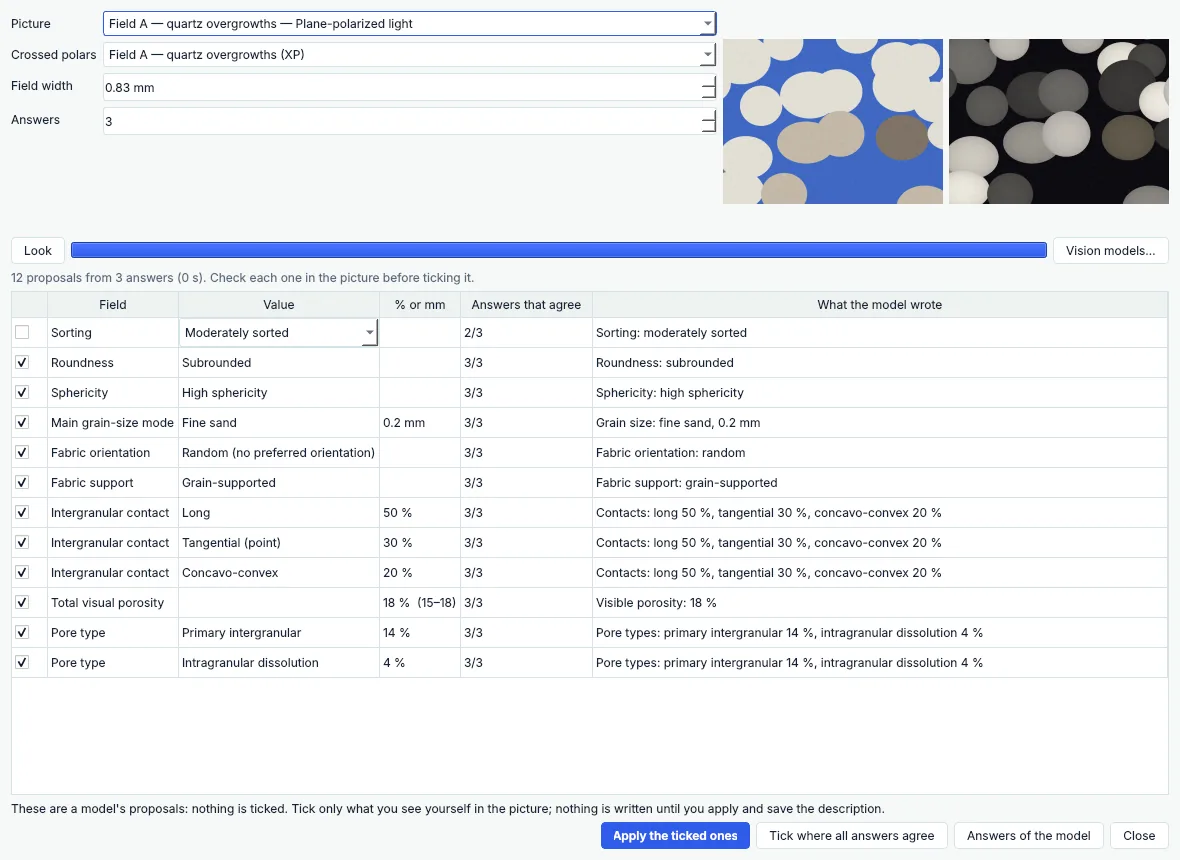 Picture Field A — quartz overgrowths — Plane-polarized light
Crossed polars Field A — quartz overgrowths (XP)
Field width 0.83 mm
Answers 3
Look Vision models...
12 proposals from 3 answers (0 s). Check each one in the picture before ticking it.
Field Value % or mm Answers that agree What the model wrote
Sorting Moderately sorted 2/3 Sorting: moderately sorted
Roundness Subrounded 3/3 Roundness: subrounded
Sphericity High sphericity 3/3 Sphericity: high sphericity
Main grain-size mode Fine sand 0.2 mm 3/3 Grain size: fine sand, 0.2 mm
Fabric orientation Random (no preferred orientation) 3/3 Fabric orientation: random
Fabric support Grain-supported 3/3 Fabric support: grain-supported
Intergranular contact Long 50 % 3/3 Contacts: long 50 %, tangential 30 %, concavo-convex 20 %
Intergranular contact Tangential (point) 30 % 3/3 Contacts: long 50 %, tangential 30 %, concavo-convex 20 %
Intergranular contact Concavo-convex 20 % 3/3 Contacts: long 50 %, tangential 30 %, concavo-convex 20 %
Total visual porosity 18 % (15–18) 3/3 Visible porosity: 18 %
Pore type Primary intergranular 14 % 3/3 Pore types: primary intergranular 14 %, intragranular dissolution 4 %
Pore type Intragranular dissolution 4 % 3/3 Pore types: primary intergranular 14 %, intragranular dissolution 4 %
These are a model's proposals: nothing is ticked. Tick only what you see yourself in the picture; nothing is written until you apply and save the description.
Apply the ticked ones Tick where all answers agree Answers of the model Close